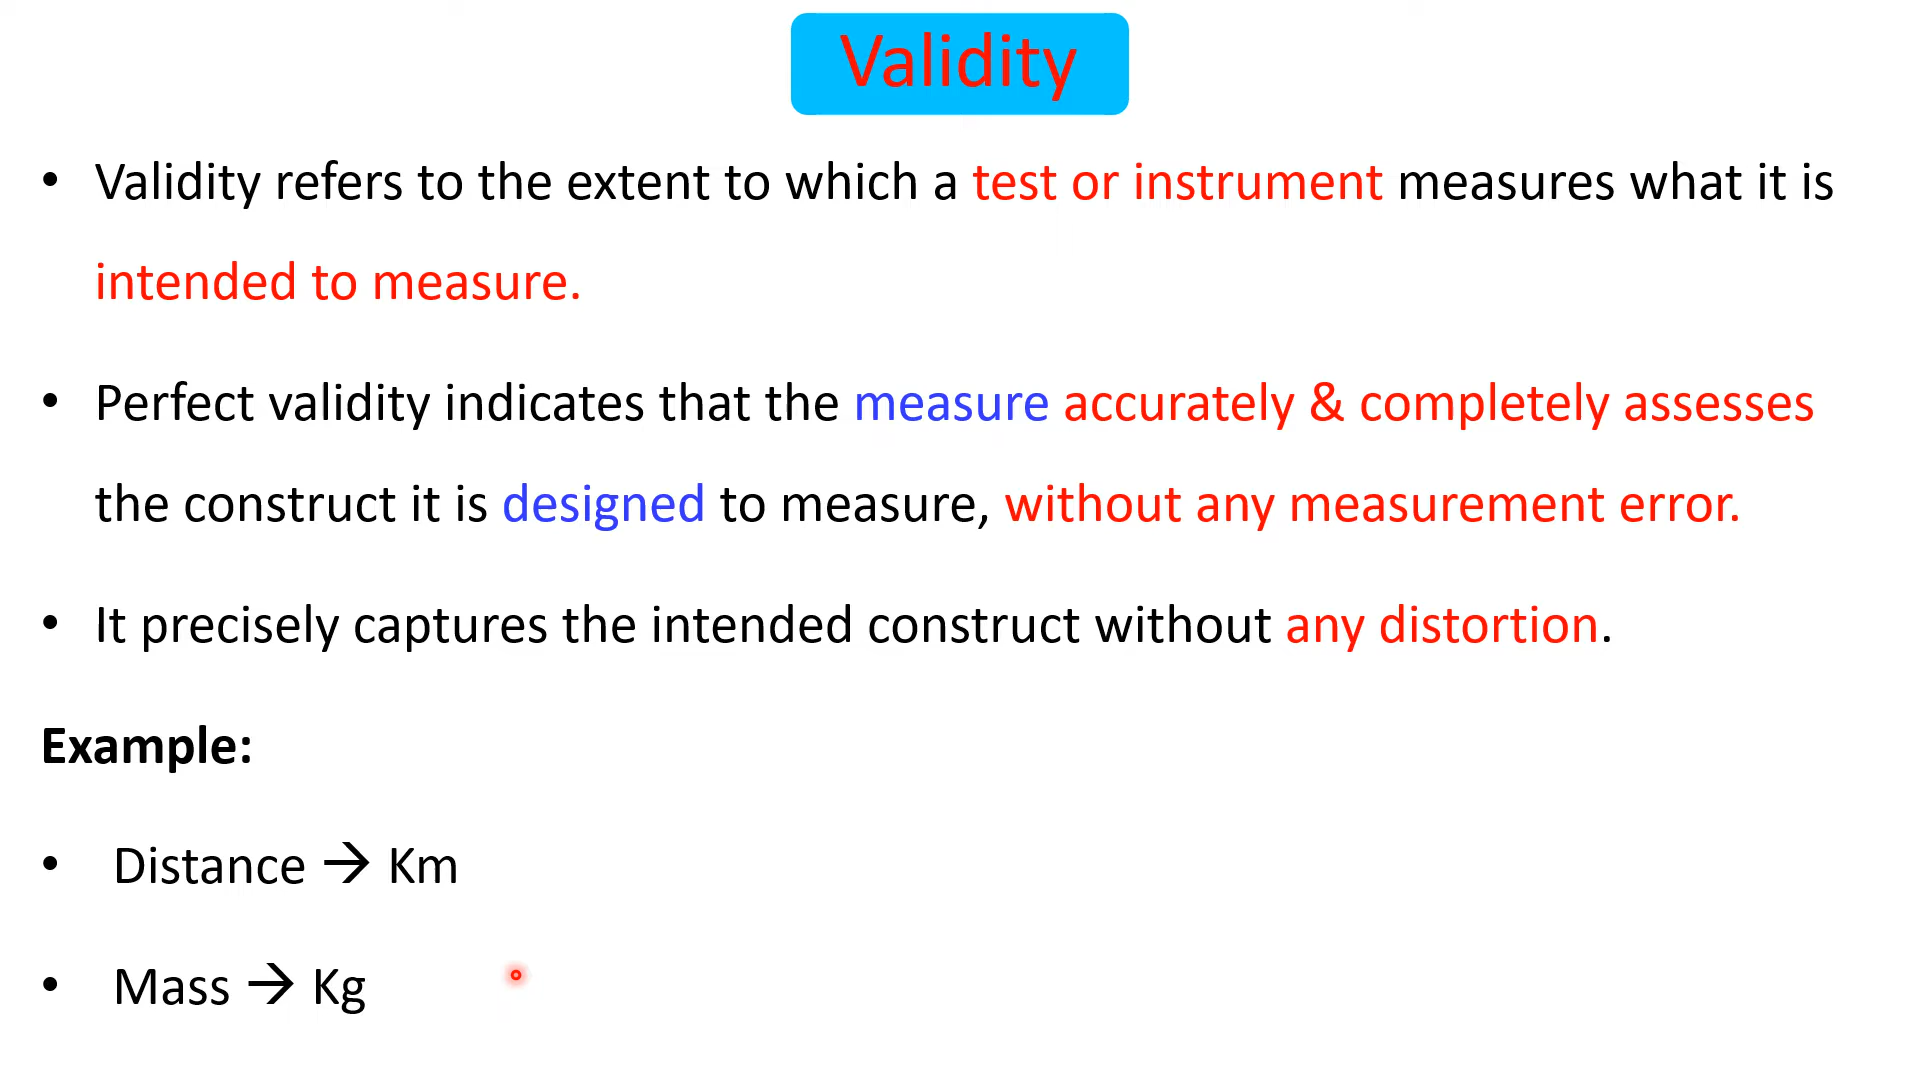 Validity
• Validity refers to the extent to which a test or instrument measures what it is
intended to measure.
• Perfect validity indicates that the measure accurately & completely assesses
the construct it is designed to measure, without any measurement error.
• It precisely captures the intended construct without any distortion.
Example:
• Distance → Km
• Mass → Kg